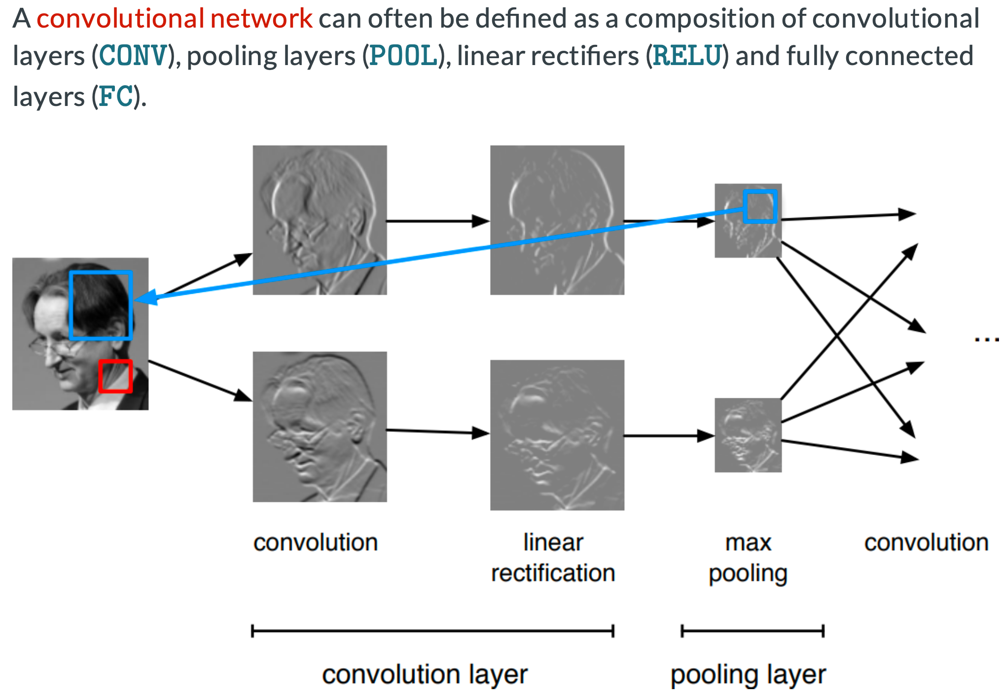 A convolutional network can often be defined as a composition of convolutional
layers (CONV), pooling layers (POOL), linear rectifiers (RELU) and fully connected
layers (FC).
...
convolution
linear
rectification
max
pooling
convolution
convolution layer
pooling layer